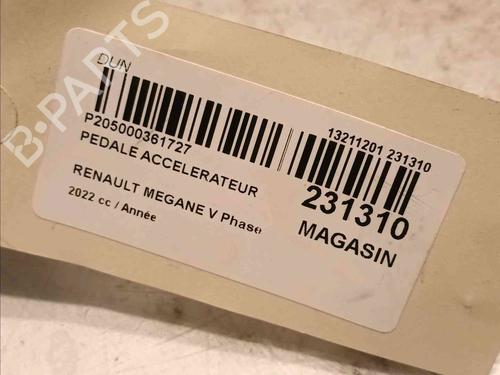 DUN
P205000361727
PEDALE ACCELERATEUR
RENAULT MEGANE V Phase
2022 cc / Année
13211201 231310
231310
MAGASIN
B-PARTS